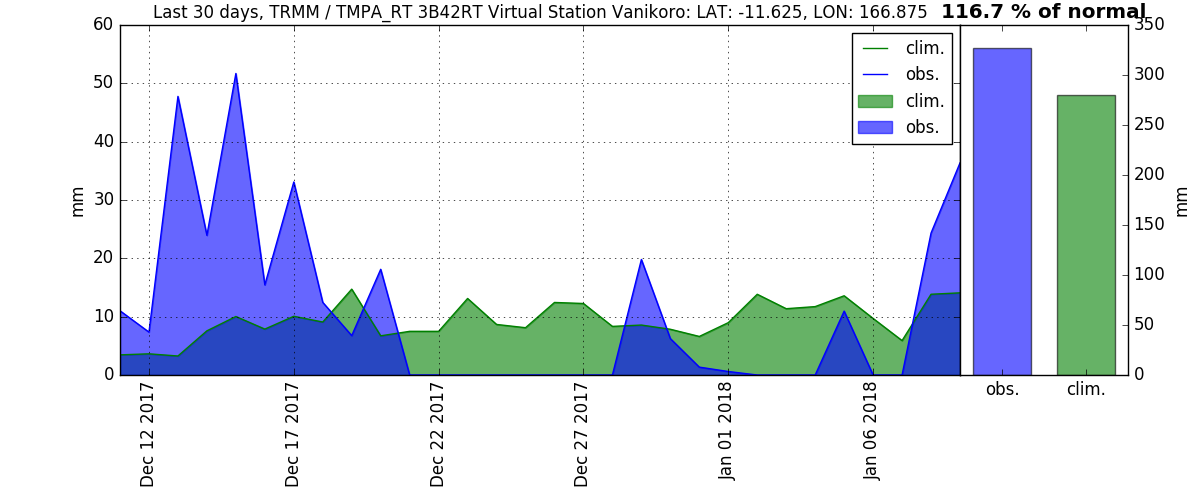 Last 30 days, TRMM / TMPA_RT 3B42RT Virtual Station Vanikoro: LAT: -11.625, LON: 166.875 116.7 % of normal
60
50
40
30
20
10
0
mm
clim.
obs.
clim.
obs.
350
300
250
200
150
100
50
0
mm
Dec 12 2017
Dec 17 2017
Dec 22 2017
Dec 27 2017
Jan 01 2018
Jan 06 2018
obs.
clim.